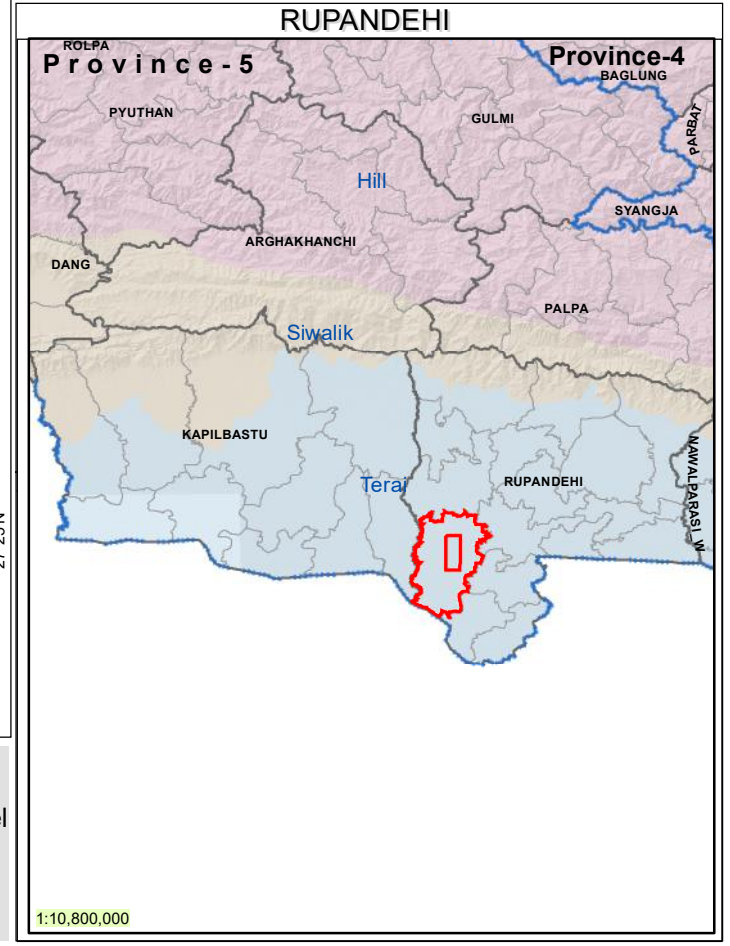 RUPANDEHI
ROLPA
Province-5
Province-4
BAGLUNG
PYUTHAN
GULMI
PARBAT
Hill
SYANGJA
ARGHAKHANCHI
DANG
PALPA
Siwalik
KAPILBASTU
NAWALPARASI_W
Terai
RUPANDEHI
1:10,800,000